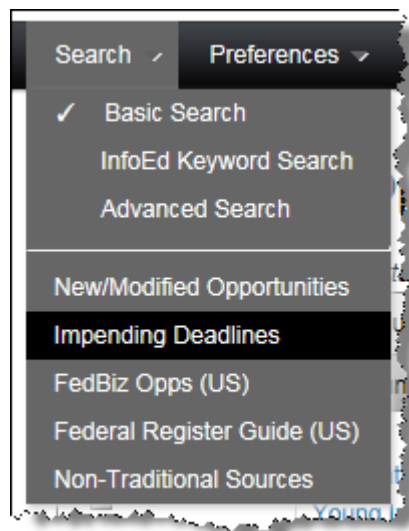 Search Preferences
✓ Basic Search
InfoEd Keyword Search
Advanced Search
New/Modified Opportunities
Impending Deadlines
FedBiz Opps (US)
Federal Register Guide (US)
Non-Traditional Sources
Young